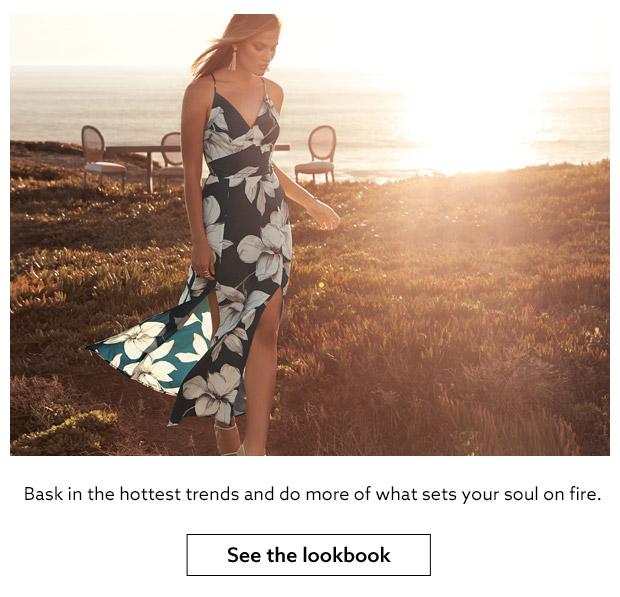 Bask in the hottest trends and do more of what sets your soul on fire.
See the lookbook